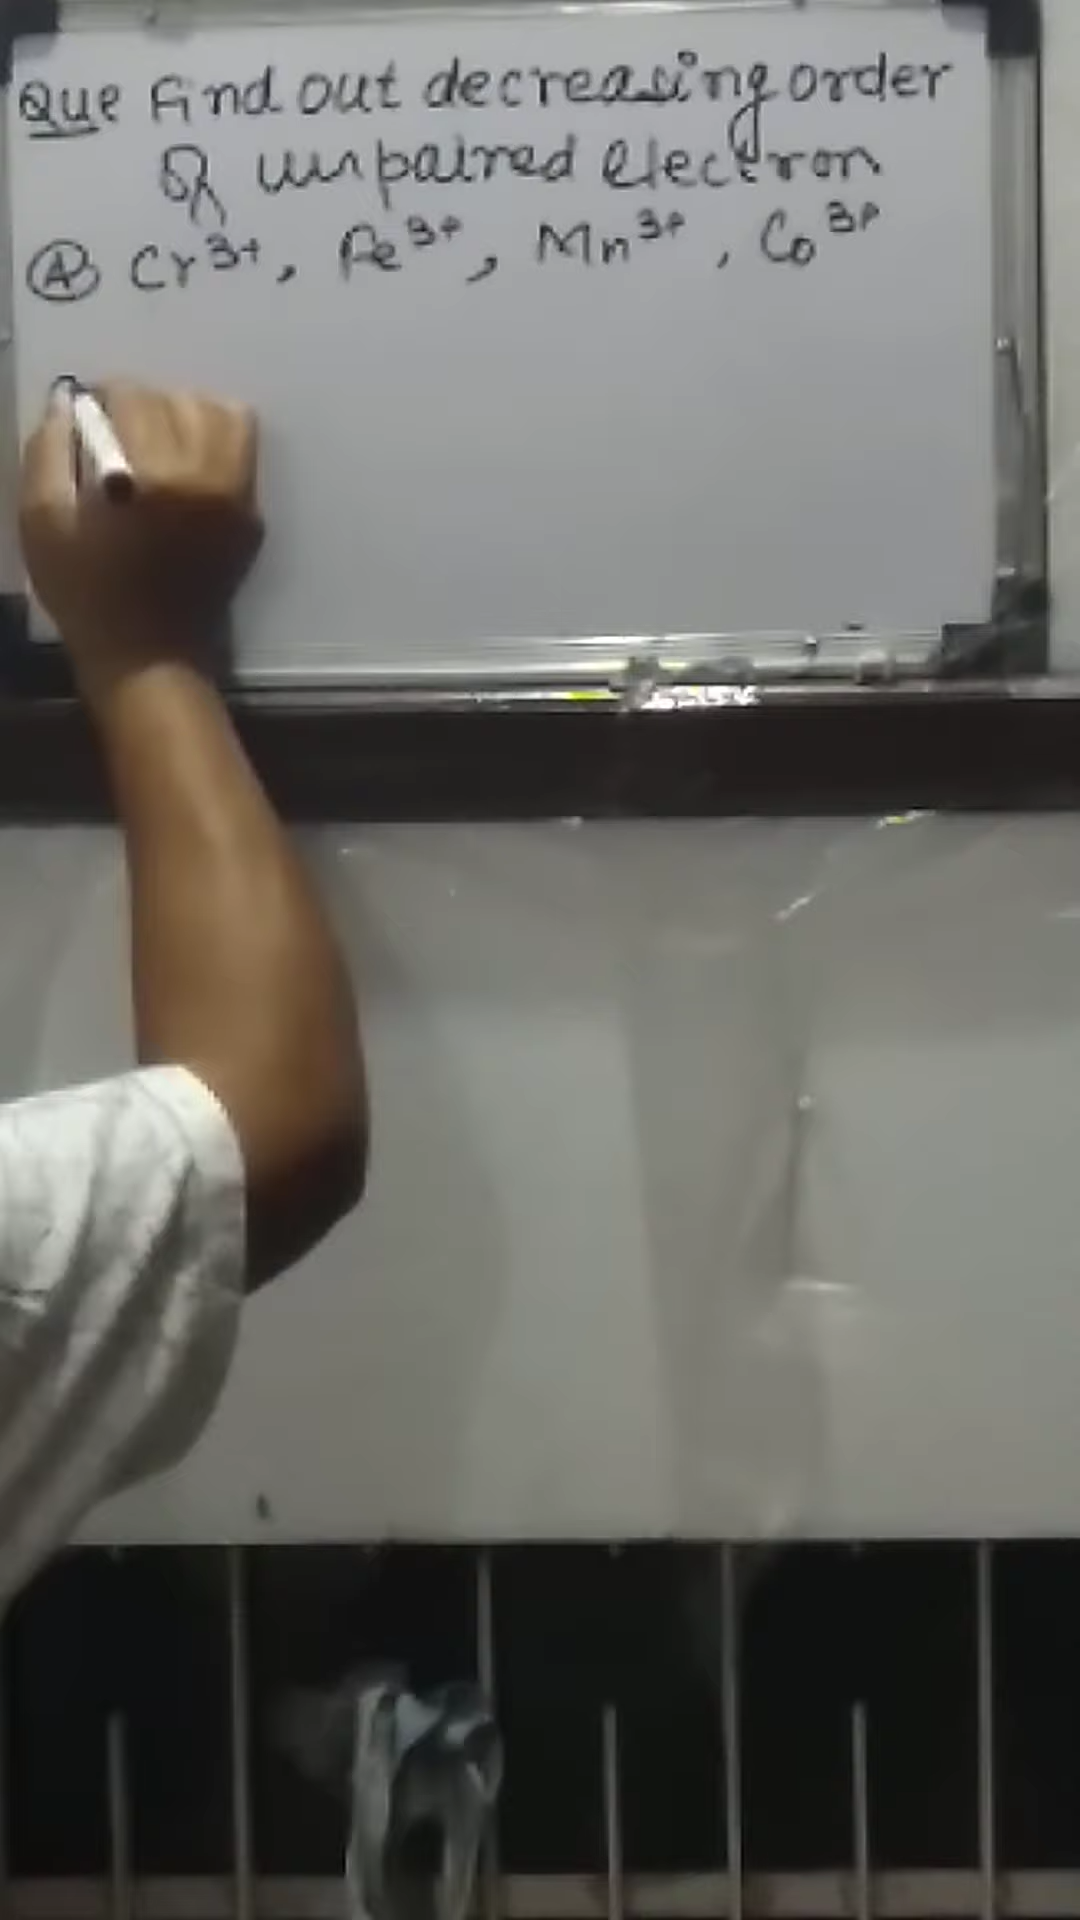 Que Find out decreasing order
Of unpaired electron
(A) Cr³⁺, Fe³⁺, Mn³⁺, Co³⁺